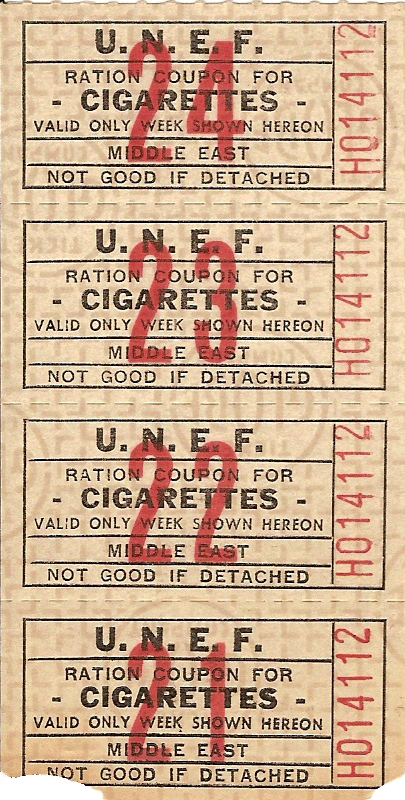 U. N. E. F.
24
RATION COUPON FOR
- CIGARETTES -
VALID ONLY WEEK SHOWN HEREON
MIDDLE EAST
NOT GOOD IF DETACHED
H014112
U. N. E. F.
23
RATION COUPON FOR
- CIGARETTES -
VALID ONLY WEEK SHOWN HEREON
MIDDLE EAST
NOT GOOD IF DETACHED
H014112
U. N. E. F.
22
RATION COUPON FOR
- CIGARETTES -
VALID ONLY WEEK SHOWN HEREON
MIDDLE EAST
NOT GOOD IF DETACHED
H014112
U. N. E. F.
21
RATION COUPON FOR
- CIGARETTES -
VALID ONLY WEEK SHOWN HEREON
MIDDLE EAST
NOT GOOD IF DETACHED
H014112